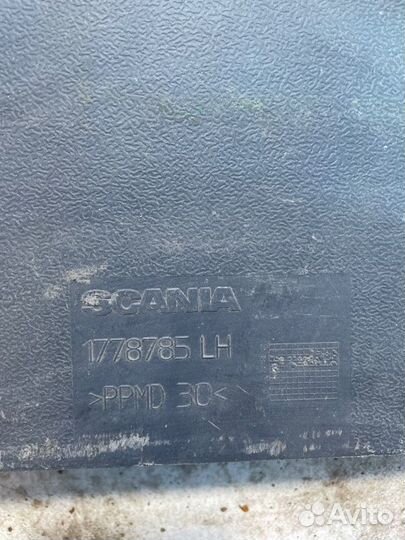 SCANIA
1778785 LH
>PPMD 30<
Avito